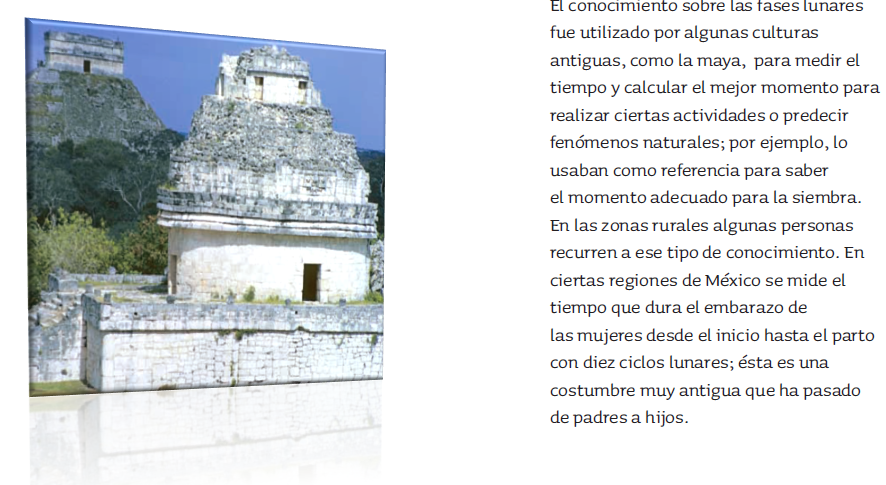 El conocimiento sobre las fases lunares
fue utilizado por algunas culturas
antiguas, como la maya,  para medir el
tiempo y calcular el mejor momento para
realizar ciertas actividades o predecir
fenómenos naturales; por ejemplo, lo
usaban como referencia para saber
el momento adecuado para la siembra.
En las zonas rurales algunas personas
recurren a ese tipo de conocimiento. En
ciertas regiones de México se mide el
tiempo que dura el embarazo de
las mujeres desde el inicio hasta el parto
con diez ciclos lunares; ésta es una
costumbre muy antigua que ha pasado
de padres a hijos.